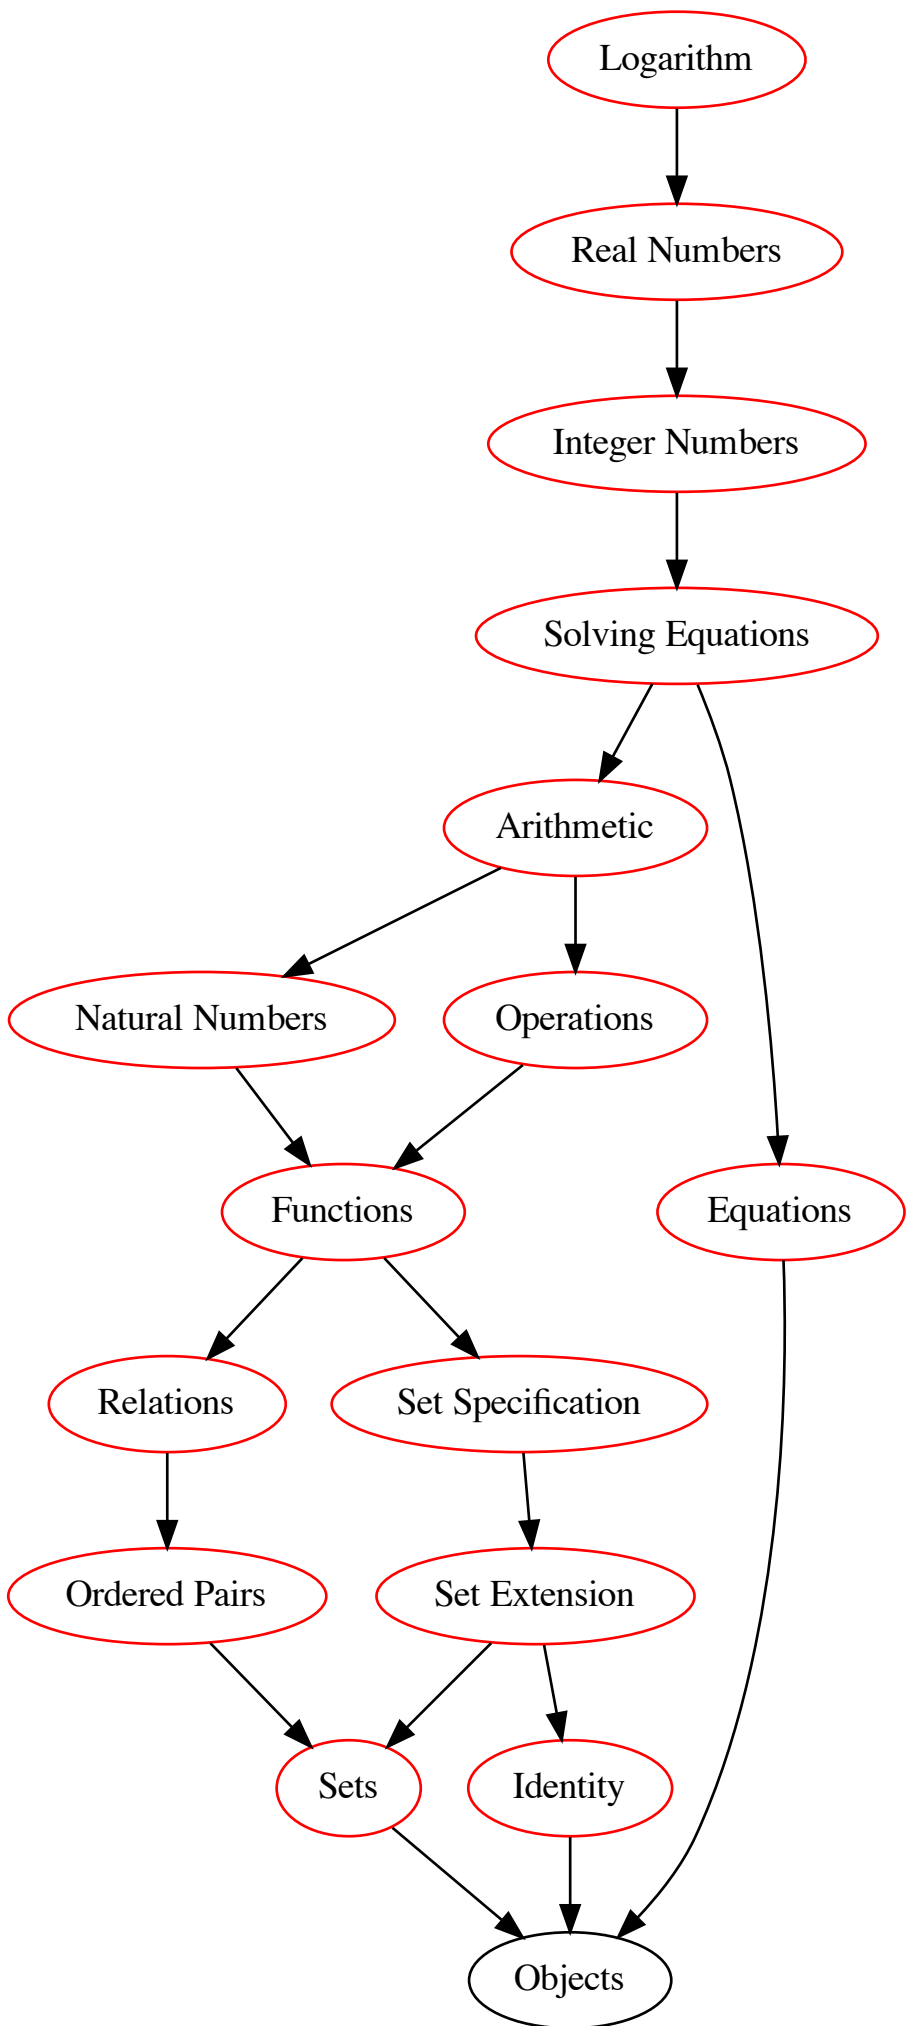 Logarithm
Real Numbers
Integer Numbers
Solving Equations
Arithmetic
Natural Numbers
Operations
Functions
Equations
Relations
Set Specification
Ordered Pairs
Set Extension
Sets
Identity
Objects